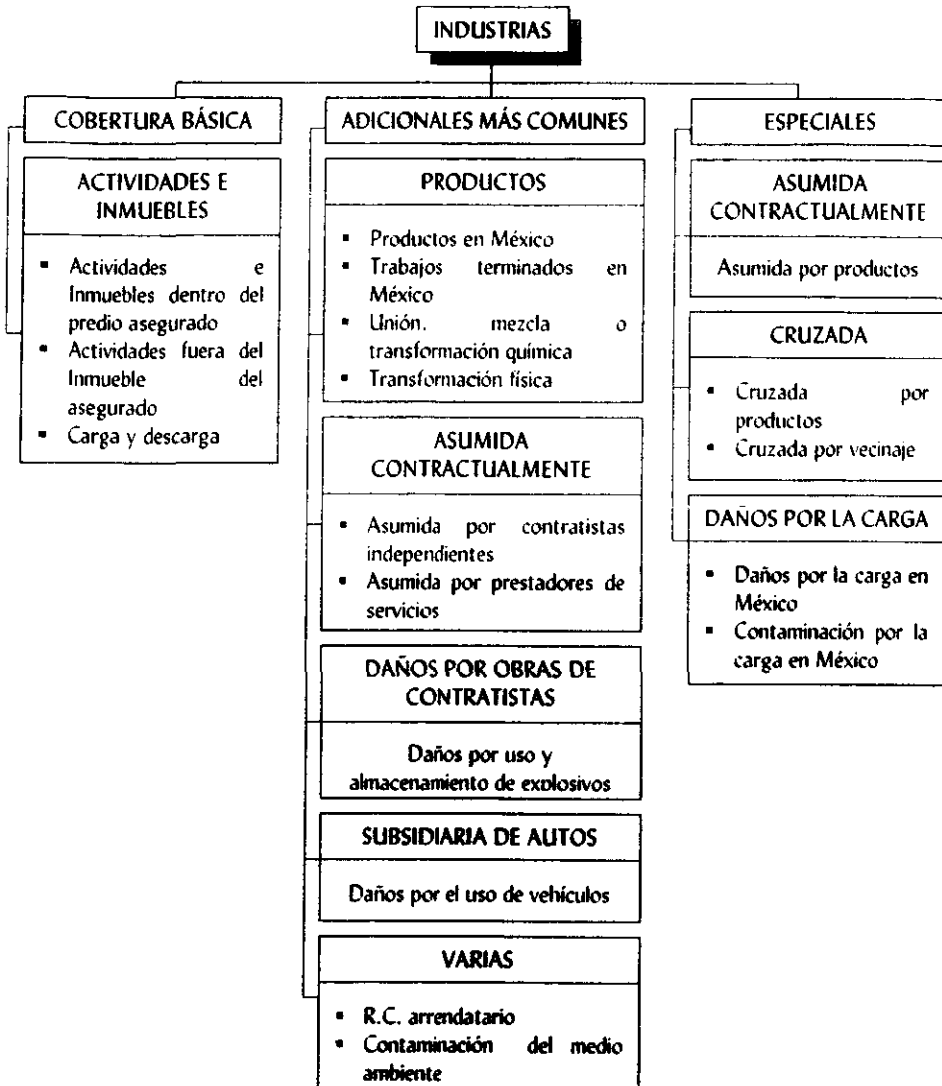 INDUSTRIAS
COBERTURA BÁSICA
ACTIVIDADES E
INMUEBLES
▪ Actividades e
Inmuebles dentro del
predio asegurado
▪ Actividades fuera del
Inmueble del
asegurado
▪ Carga y descarga
ADICIONALES MÁS COMUNES
PRODUCTOS
▪ Productos en México
▪ Trabajos terminados en
México
▪ Unión. mezcla o
transformación química
▪ Transformación física
ASUMIDA
CONTRACTUALMENTE
▪ Asumida por contratistas
independientes
▪ Asumida por prestadores de
servicios
DAÑOS POR OBRAS DE
CONTRATISTAS
Daños por uso y
almacenamiento de explosivos
SUBSIDIARIA DE AUTOS
Daños por el uso de vehículos
VARIAS
▪ R.C. arrendatario
▪ Contaminación del medio
ambiente
ESPECIALES
ASUMIDA
CONTRACTUALMENTE
Asumida por productos
CRUZADA
▪ Cruzada por
productos
▪ Cruzada por vecinaje
DAÑOS POR LA CARGA
▪ Daños por la carga en
México
▪ Contaminación por la
carga en México